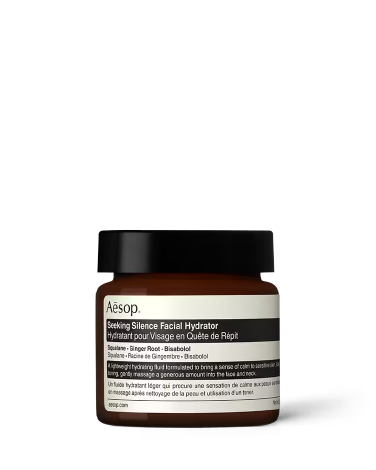 Aēsop.
Seeking Silence Facial Hydrator
Hydratant pour Visage en Quête de Répit
Squalane - Ginger Root - Bisabolol
Squalane - Racine de Gingembre - Bisabolol
A lightweight hydrating fluid formulated to bring a sense of calm to sensitive skin.
toning, gently massage a generous amount into the face and neck.
Un fluide hydratant léger qui procure une sensation de calme aux peaux
en massage après nettoyage de la peau et utilisation d'un toner.
aesop.com